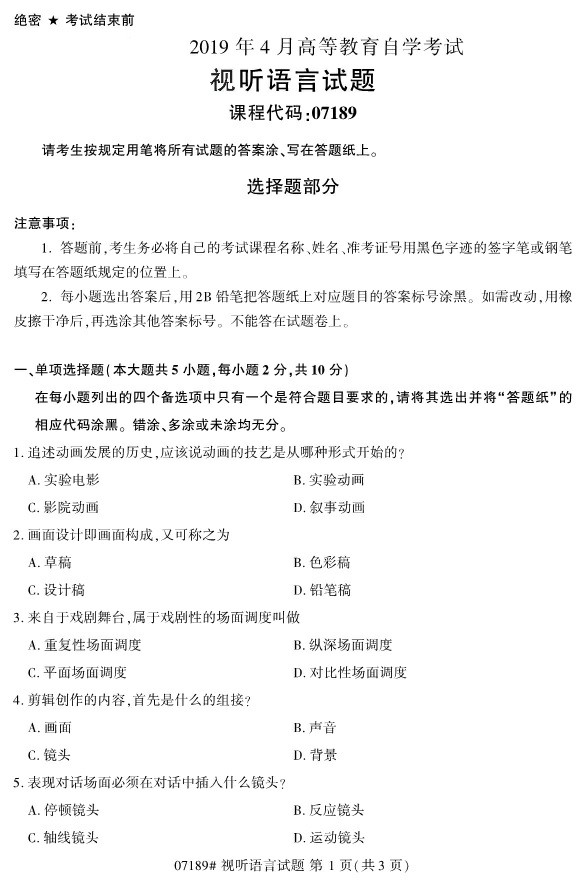 绝密 ★ 考试结束前
2019 年 4 月高等教育自学考试
视听语言试题
课程代码:07189
请考生按规定用笔将所有试题的答案涂、写在答题纸上。
选择题部分
注意事项:
1. 答题前,考生务必将自己的考试课程名称、姓名、准考证号用黑色字迹的签字笔或钢笔
填写在答题纸规定的位置上。
2. 每小题选出答案后,用 2B 铅笔把答题纸上对应题目的答案标号涂黑。如需改动,用橡
皮擦干净后,再选涂其他答案标号。不能答在试题卷上。
一、单项选择题(本大题共 5 小题,每小题 2 分,共 10 分)
在每小题列出的四个备选项中只有一个是符合题目要求的,请将其选出并将“答题纸”的
相应代码涂黑。错涂、多涂或未涂均无分。
1. 追述动画发展的历史,应该说动画的技艺是从哪种形式开始的?
A. 实验电影 B. 实验动画
C. 影院动画 D. 叙事动画
2. 画面设计即画面构成,又可称之为
A. 草稿 B. 色彩稿
C. 设计稿 D. 铅笔稿
3. 来自于戏剧舞台,属于戏剧性的场面调度叫做
A. 重复性场面调度 B. 纵深场面调度
C. 平面场面调度 D. 对比性场面调度
4. 剪辑创作的内容,首先是什么的组接?
A. 画面 B. 声音
C. 镜头 D. 背景
5. 表现对话场面必须在对话中插入什么镜头?
A. 停顿镜头 B. 反应镜头
C. 轴线镜头 D. 运动镜头
07189# 视听语言试题 第 1 页(共 3 页)